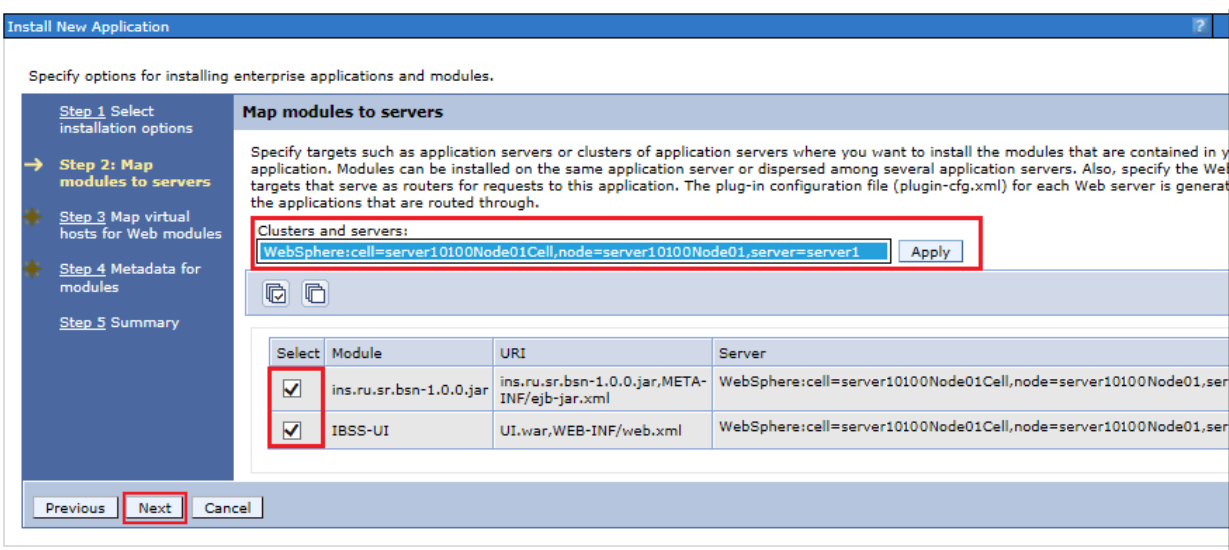 Install New Application
?
Specify options for installing enterprise applications and modules.
Step 1 Select
installation options
Step 2: Map
modules to servers
Step 3 Map virtual
hosts for Web modules
Step 4 Metadata for
modules
Step 5 Summary
Map modules to servers
Specify targets such as application servers or clusters of application servers where you want to install the modules that are contained in y
application. Modules can be installed on the same application server or dispersed among several application servers. Also, specify the We
targets that serve as routers for requests to this application. The plug-in configuration file (plugin-cfg.xml) for each Web server is generat
the applications that are routed through.
Clusters and servers:
WebSphere:cell=server10100Node01Cell,node=server10100Node01,server=server1
Apply
Select Module URI Server
ins.ru.sr.bsn-1.0.0.jar
ins.ru.sr.bsn-1.0.0.jar,META-
INF/ejb-jar.xml
WebSphere:cell=server10100Node01Cell,node=server10100Node01,ser
IBSS-UI
UI.war,WEB-INF/web.xml
WebSphere:cell=server10100Node01Cell,node=server10100Node01,ser
Previous Next Cancel